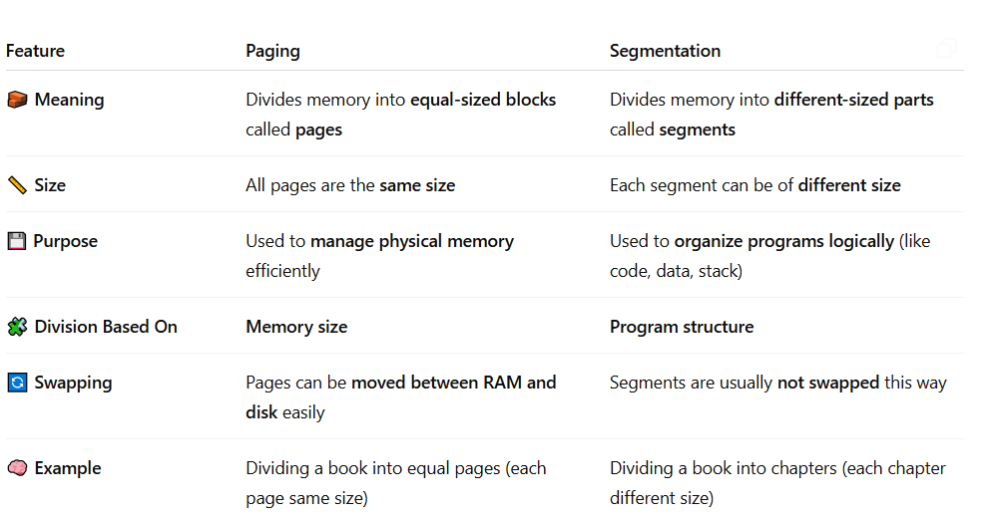 Feature Paging Segmentation
Meaning Divides memory into equal-sized blocks Divides memory into different-sized parts
called pages called segments
Size All pages are the same size Each segment can be of different size
Purpose Used to manage physical memory Used to organize programs logically (like
efficiently code, data, stack)
Division Based On Memory size Program structure
Swapping Pages can be moved between RAM and Segments are usually not swapped this way
disk easily
Example Dividing a book into equal pages (each Dividing a book into chapters (each chapter
page same size) different size)